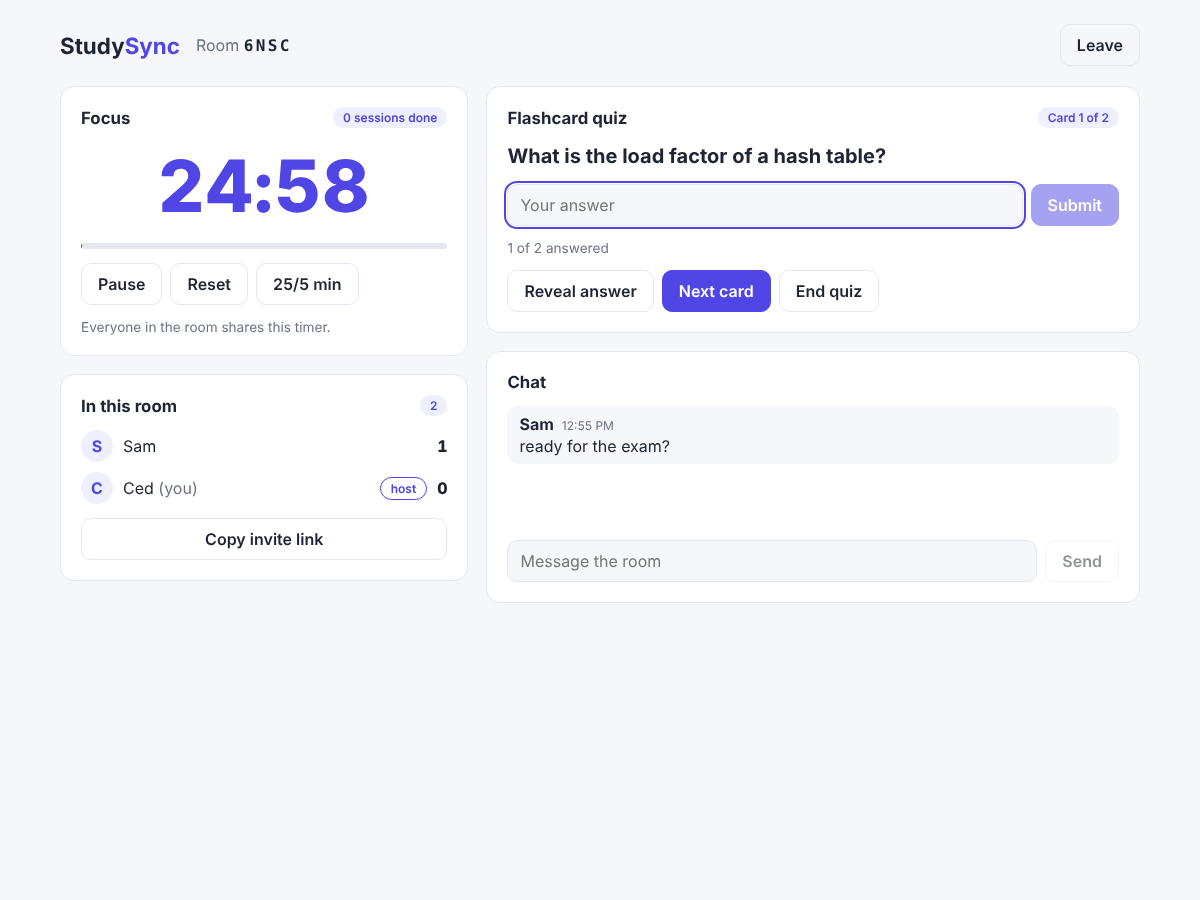 StudySync Room 6NSC
Leave
Focus
0 sessions done
24:58
Pause
Reset
25/5 min
Everyone in the room shares this timer.
In this room
2
S Sam 1
C Ced (you) host 0
Copy invite link
Flashcard quiz
Card 1 of 2
What is the load factor of a hash table?
Your answer
Submit
1 of 2 answered
Reveal answer
Next card
End quiz
Chat
Sam 12:55 PM
ready for the exam?
Message the room
Send